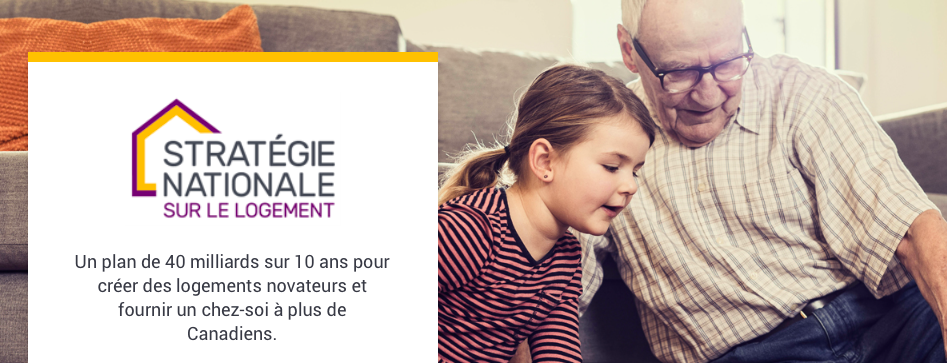 STRATÉGIE
NATIONALE
SUR LE LOGEMENT
Un plan de 40 milliards sur 10 ans pour
créer des logements novateurs et
fournir un chez-soi à plus de
Canadiens.